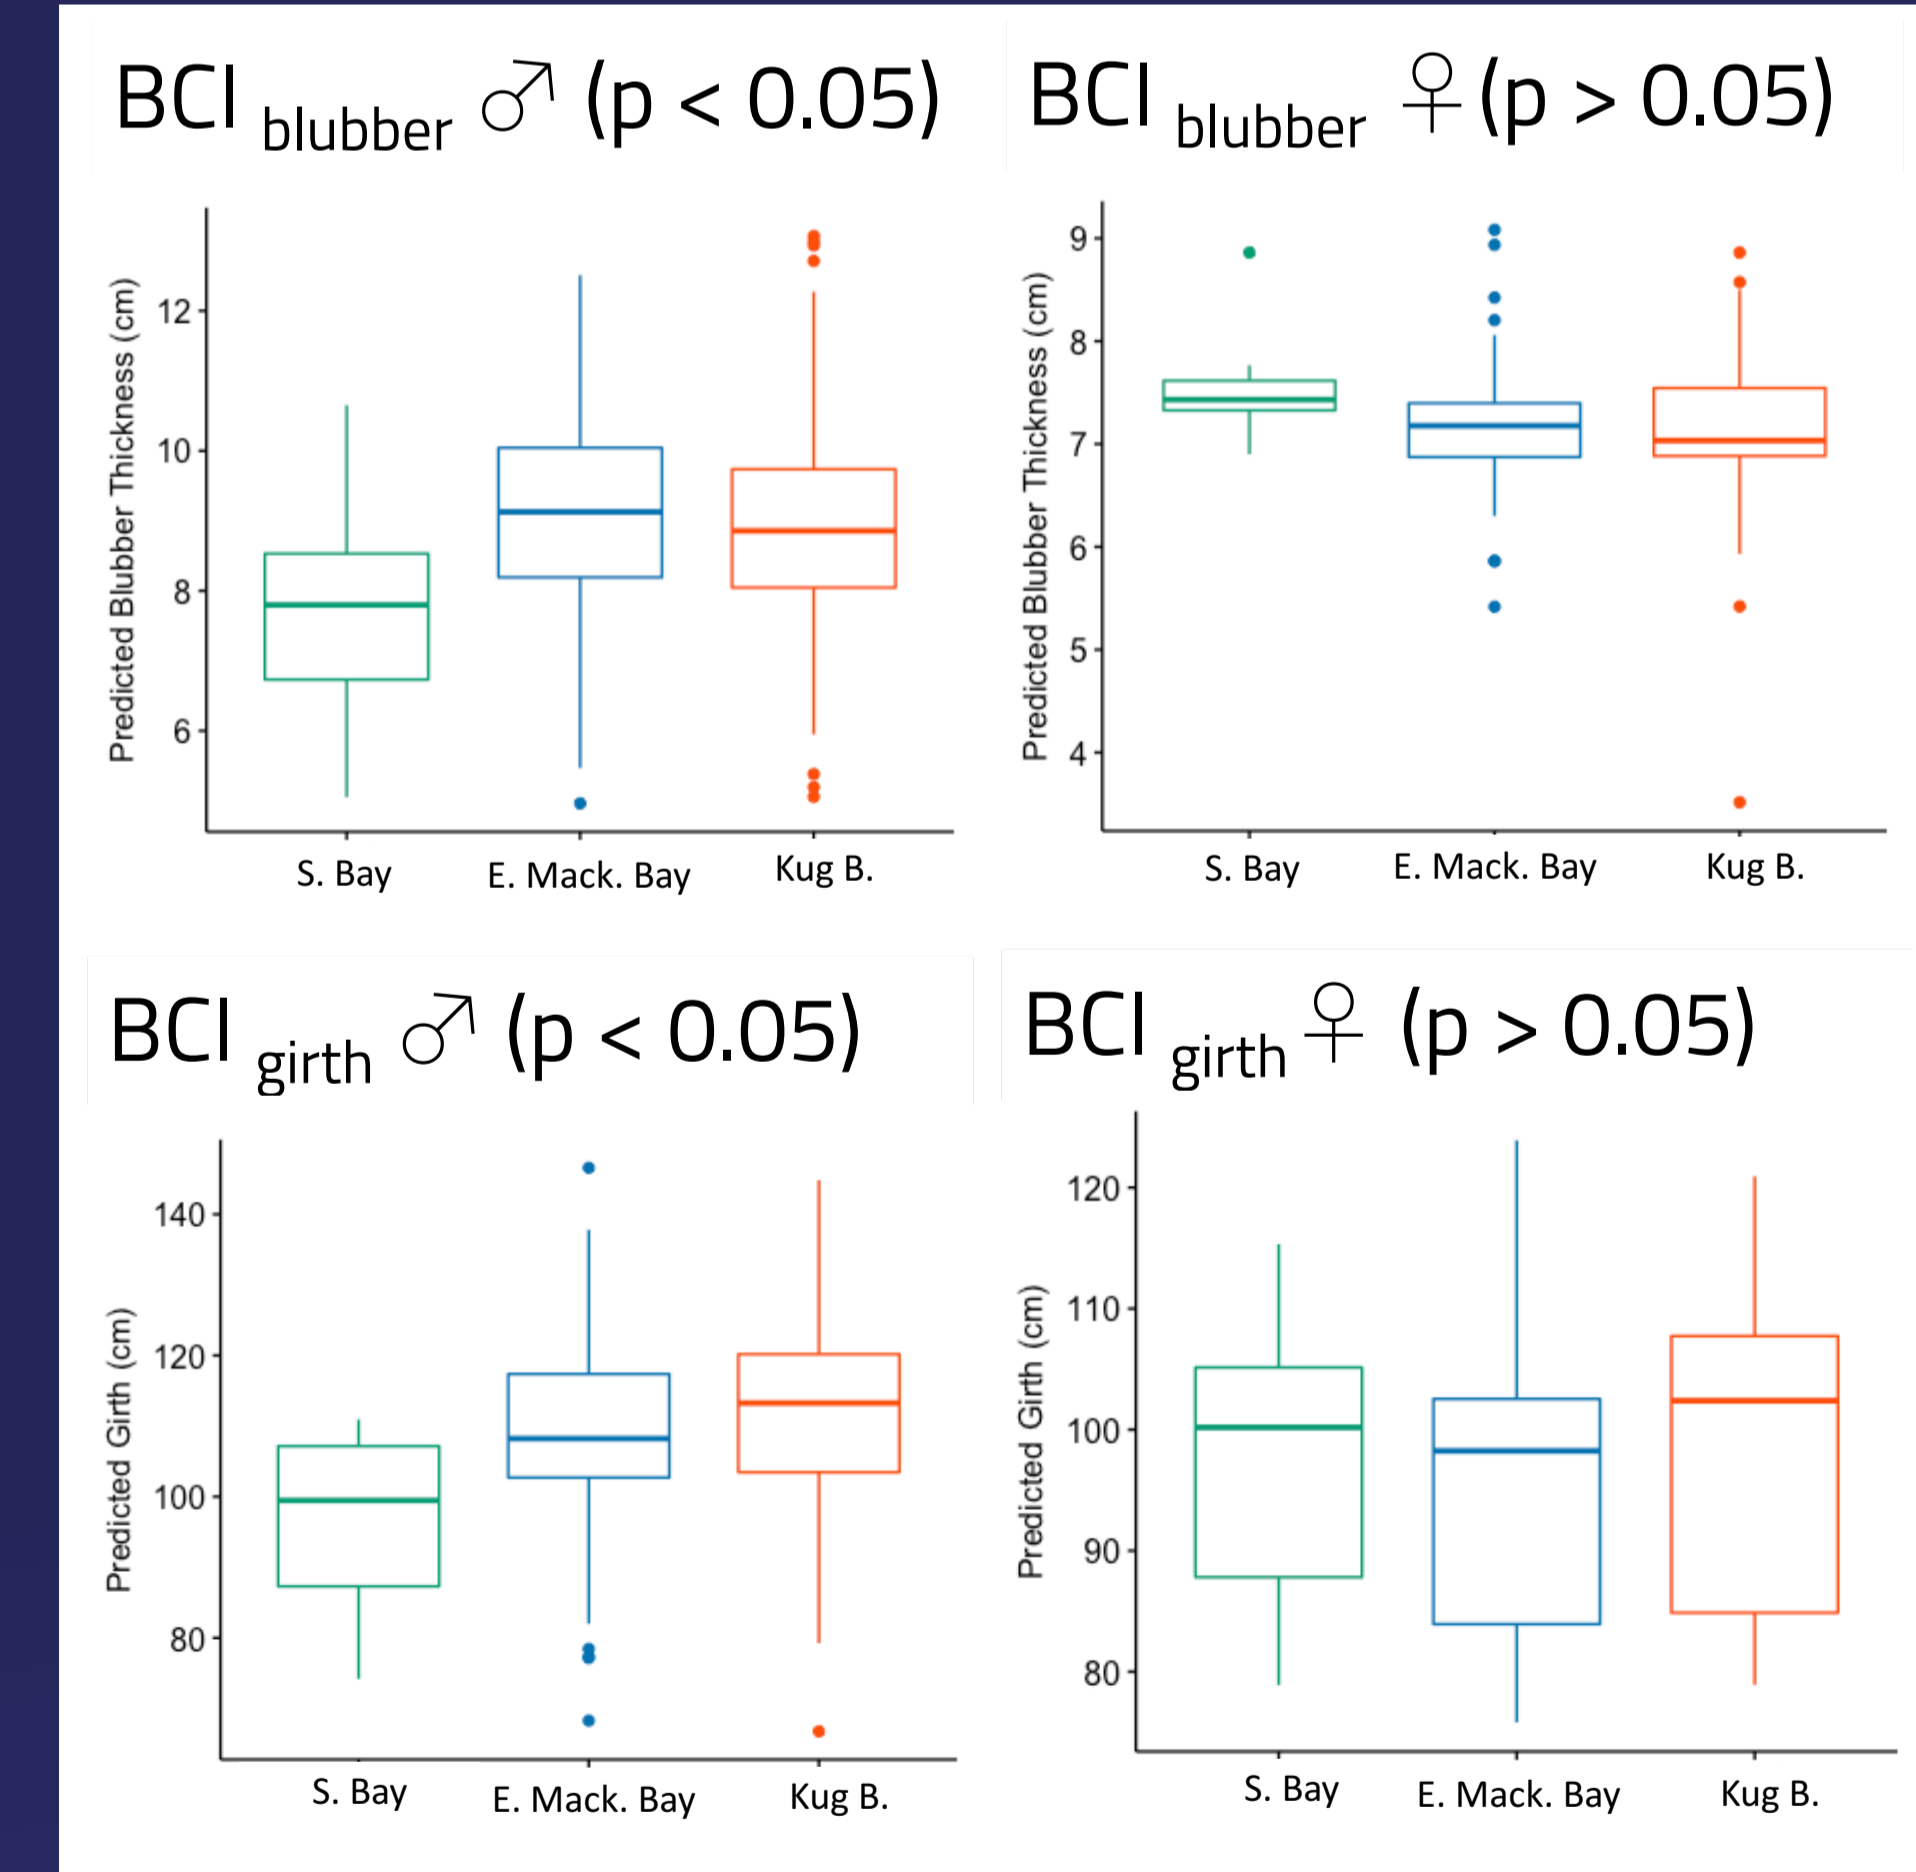 BCI blubber ♂ (p < 0.05)
Predicted Blubber Thickness (cm)
12
10
8
6
S. Bay
E. Mack. Bay
Kug B.
BCI blubber ♀ (p > 0.05)
Predicted Blubber Thickness (cm)
9
8
7
6
5
4
S. Bay
E. Mack. Bay
Kug B.
BCI girth ♂ (p < 0.05)
Predicted Girth (cm)
140
120
100
80
S. Bay
E. Mack. Bay
Kug B.
BCI girth ♀ (p > 0.05)
Predicted Girth (cm)
120
110
100
90
80
S. Bay
E. Mack. Bay
Kug B.